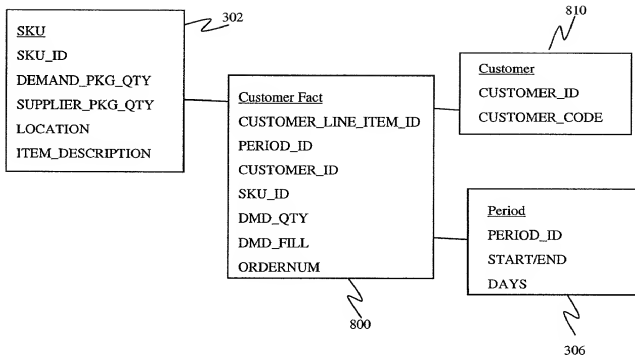 302
SKU
SKU_ID
DEMAND_PKG_QTY
SUPPLIER_PKG_QTY
LOCATION
ITEM_DESCRIPTION
Customer Fact
CUSTOMER_LINE_ITEM_ID
PERIOD_ID
CUSTOMER_ID
SKU_ID
DMD_QTY
DMD_FILL
ORDERNUM
800
810
Customer
CUSTOMER_ID
CUSTOMER_CODE
Period
PERIOD_ID
START/END
DAYS
306